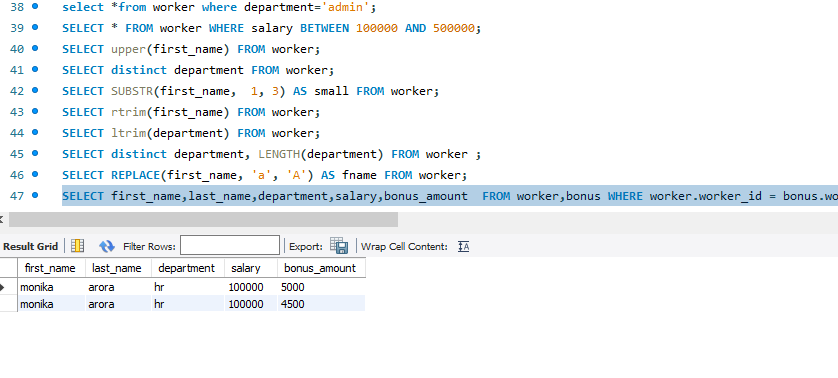 38 select *from worker where department='admin';
39 SELECT * FROM worker WHERE salary BETWEEN 100000 AND 500000;
40 SELECT upper(first_name) FROM worker;
41 SELECT distinct department FROM worker;
42 SELECT SUBSTR(first_name,  1, 3) AS small FROM worker;
43 SELECT rtrim(first_name) FROM worker;
44 SELECT ltrim(department) FROM worker;
45 SELECT distinct department, LENGTH(department) FROM worker ;
46 SELECT REPLACE(first_name, 'a', 'A') AS fname FROM worker;
47 SELECT first_name,last_name,department,salary,bonus_amount  FROM worker,bonus WHERE worker.worker_id = bonus.wo
Result Grid Filter Rows: Export: Wrap Cell Content:
first_name last_name department salary bonus_amount
monika arora hr 100000 5000
monika arora hr 100000 4500